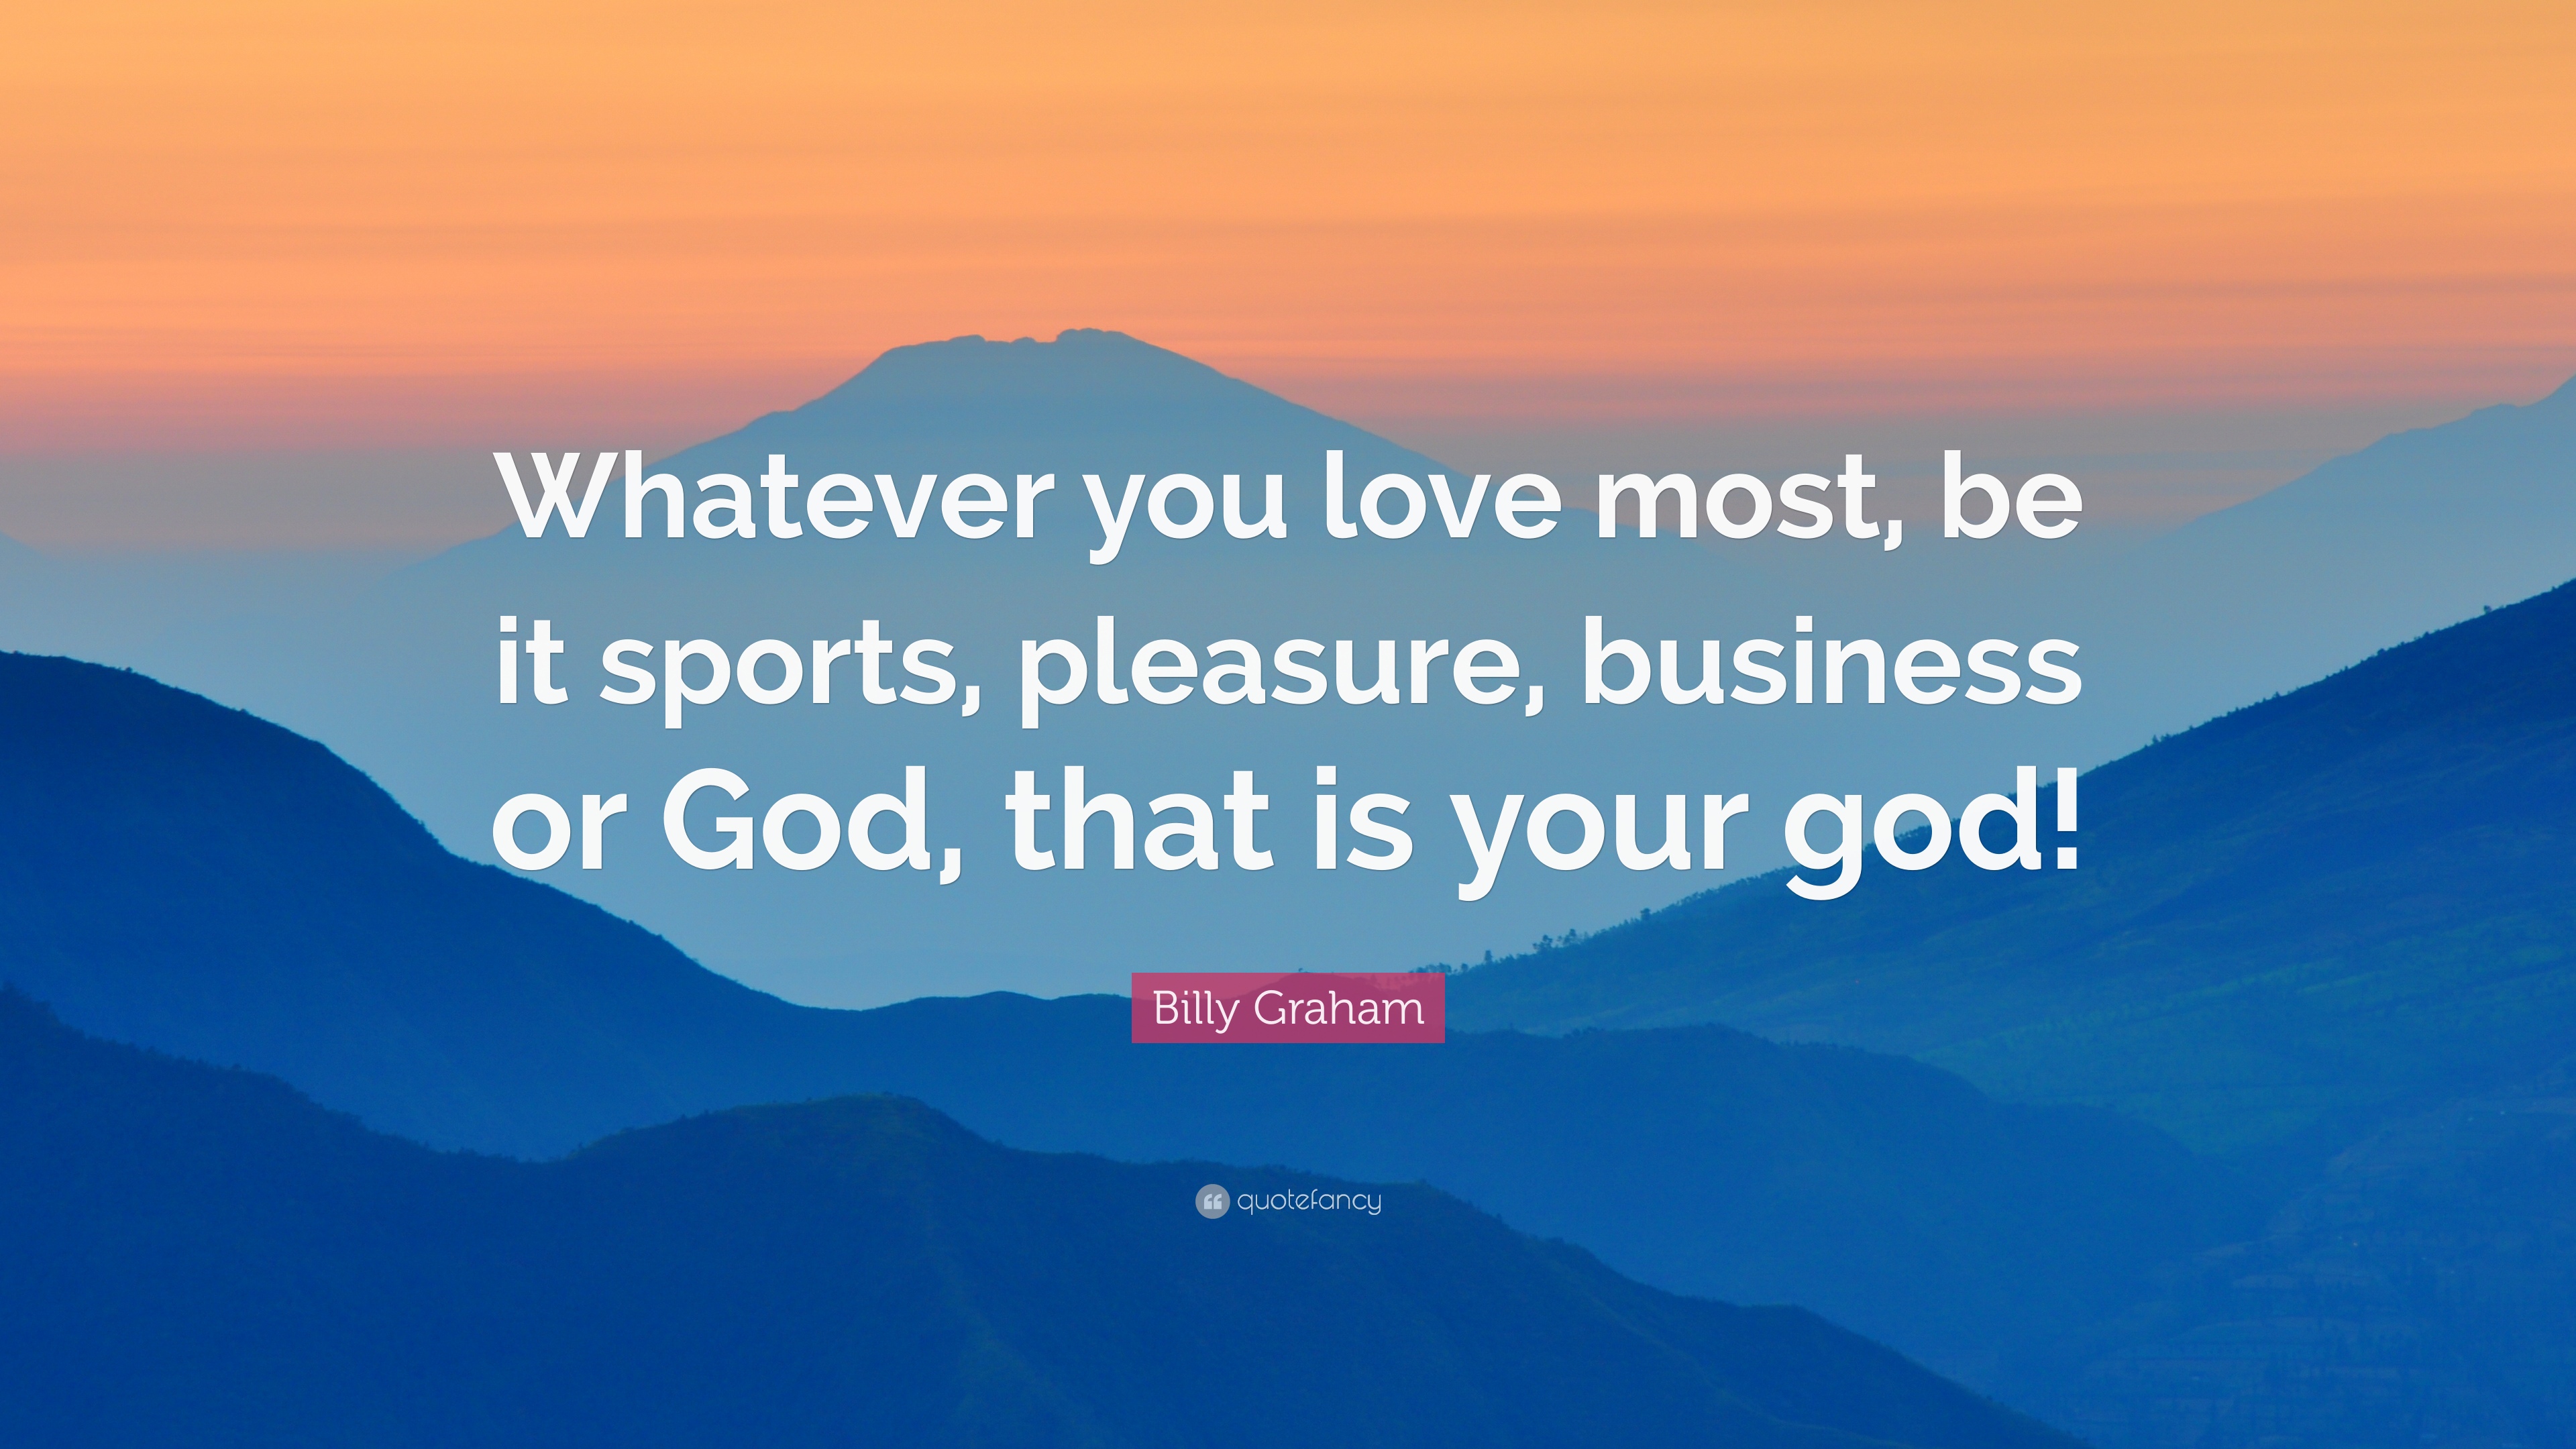 Whatever you love most, be
it sports, pleasure, business
or God, that is your god!
Billy Graham
quotefancy